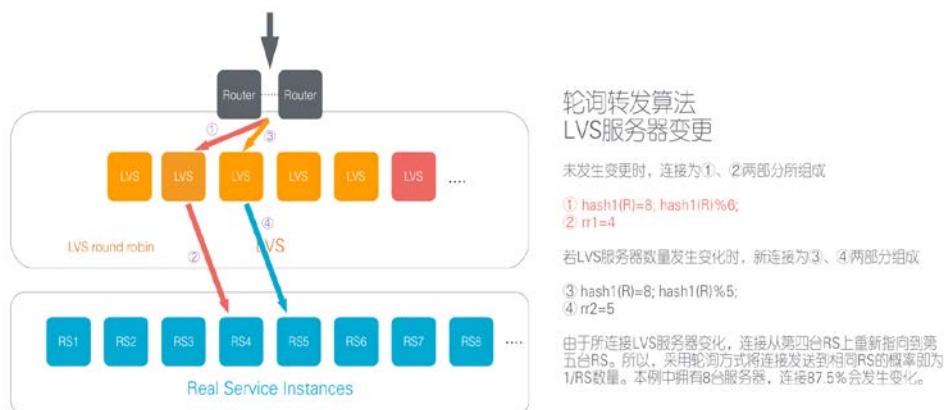 Router
Router
①
③
LVS
LVS
LVS
LVS
LVS
LVS
....
④
LVS round robin
LVS
②
RS1
RS2
RS3
RS4
RS5
RS6
RS7
RS8
....
Real Service Instances
轮询转发算法
LVS服务器变更
未发生变更时，连接为①、②两部分所组成
① hash1(R)=8; hash1(R)%6;
② rr1=4
若LVS服务器数量发生变化时，新连接为③、④两部分组成
③ hash1(R)=8; hash1(R)%5;
④ rr2=5
由于所连接LVS服务器变化，连接从第四台RS上重新指向到第
五台RS。所以，采用轮询方式将连接发送到相同RS的概率即为
1/RS数量。本例中拥有8台服务器，连接87.5%会发生变化。